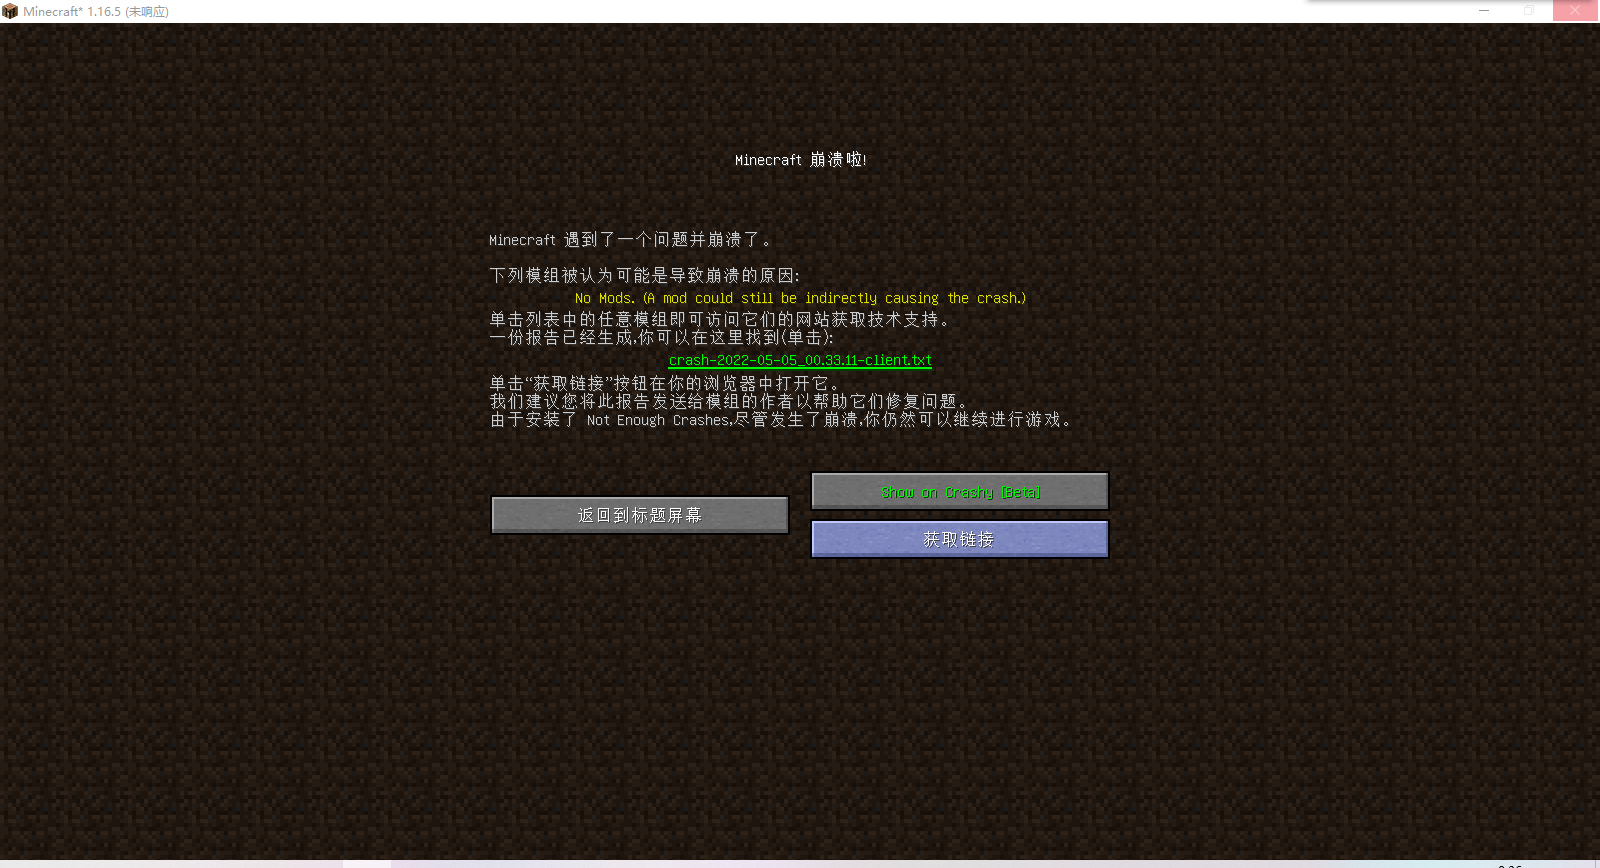 Minecraft* 1.16.5 (未响应)
Minecraft 崩溃啦!
Minecraft 遇到了一个问题并崩溃了。
下列模组被认为可能是导致崩溃的原因:
No Mods. (A mod could still be indirectly causing the crash.)
单击列表中的任意模组即可访问它们的网站获取技术支持。
一份报告已经生成,你可以在这里找到(单击):
crash-2022-05-05_00.33.11-client.txt
单击“获取链接”按钮在你的浏览器中打开它。
我们建议您将此报告发送给模组的作者以帮助它们修复问题。
由于安装了 Not Enough Crashes,尽管发生了崩溃,你仍然可以继续进行游戏。
Show on Crashy [Beta]
返回到标题屏幕
获取链接